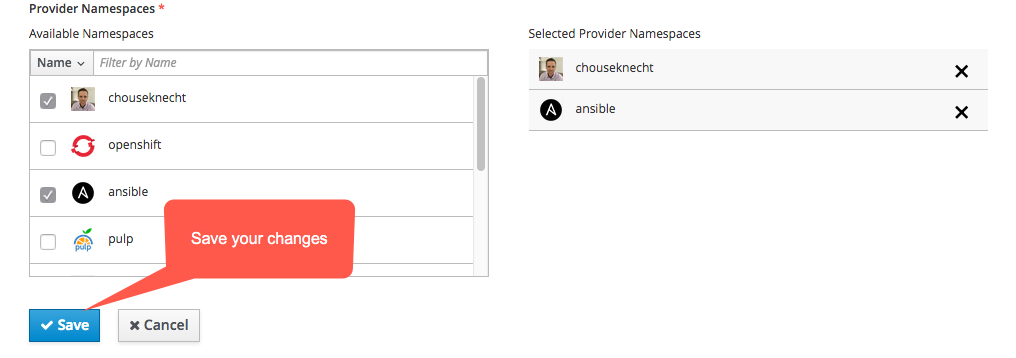 Provider Namespaces *
Available Namespaces
Name
Filter by Name
chouseknecht
openshift
ansible
pulp
pulp
Selected Provider Namespaces
chouseknecht
A
ansible
Save your changes
Save
Cancel